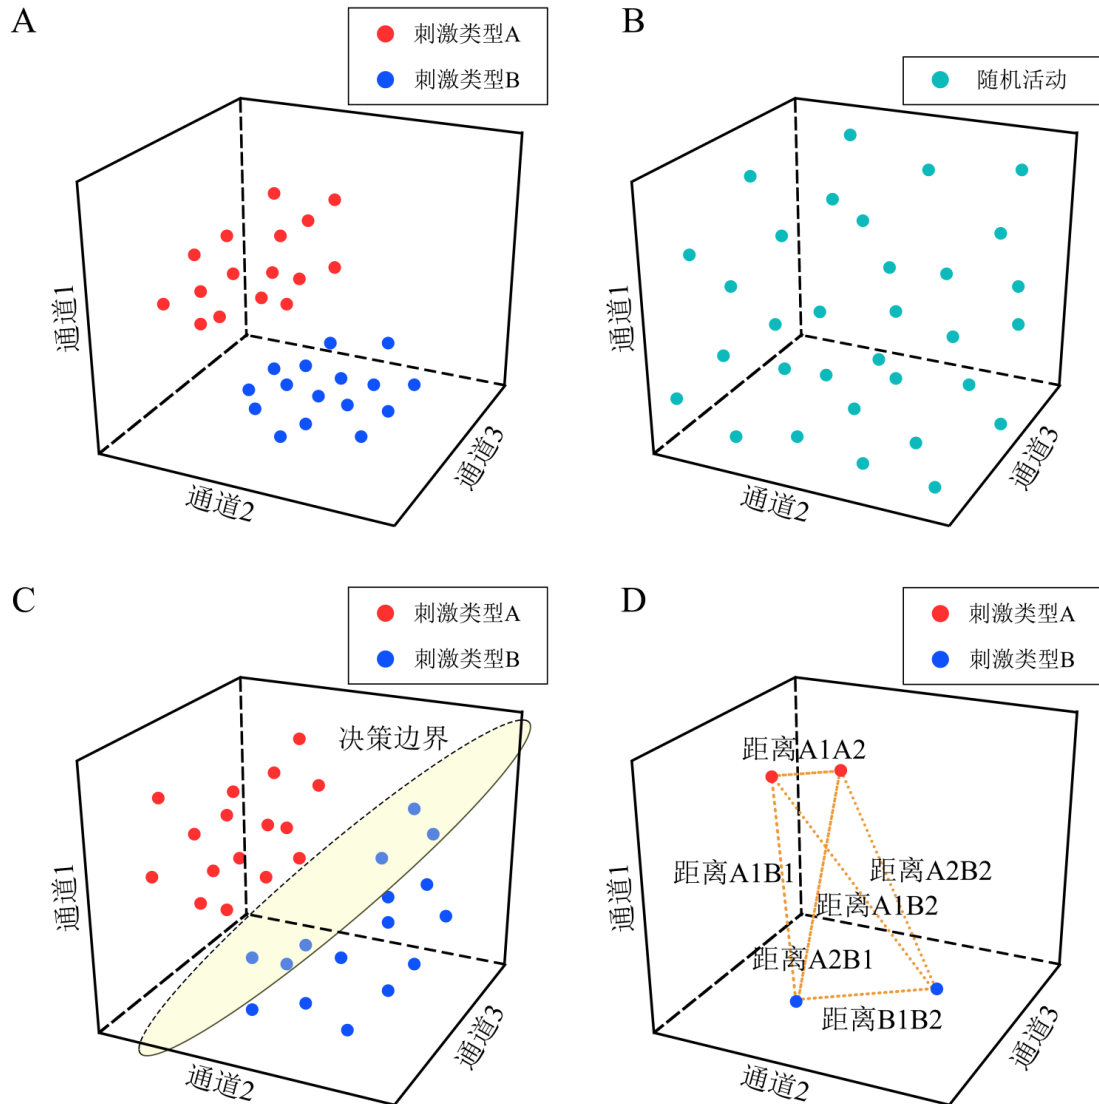 A
刺激类型A
刺激类型B
通道1
通道2
通道3
B
随机活动
通道1
通道2
通道3
C
刺激类型A
刺激类型B
决策边界
通道1
通道2
通道3
D
刺激类型A
刺激类型B
距离A1A2
距离A1B1
距离A2B2
距离A1B2
距离A2B1
距离B1B2
通道1
通道2
通道3